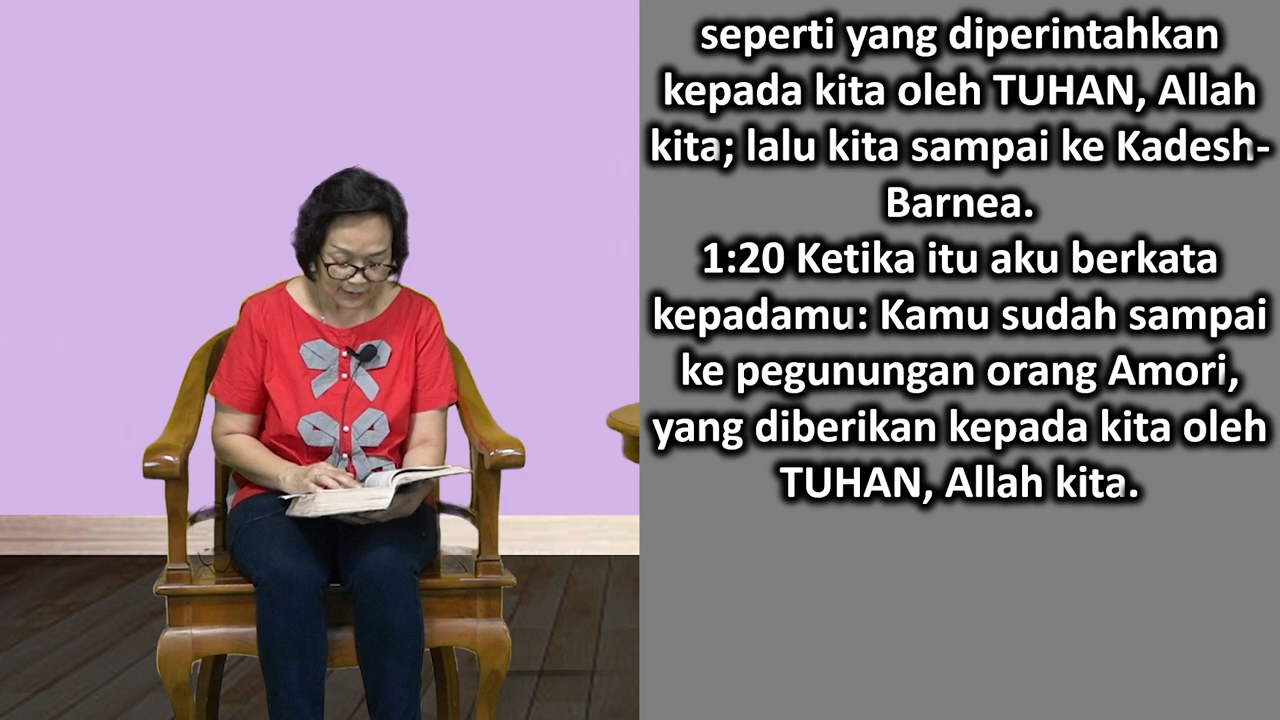 seperti yang diperintahkan
kepada kita oleh TUHAN, Allah
kita; lalu kita sampai ke Kadesh-
Barnea.
1:20 Ketika itu aku berkata
kepadamu: Kamu sudah sampai
ke pegunungan orang Amori,
yang diberikan kepada kita oleh
TUHAN, Allah kita.